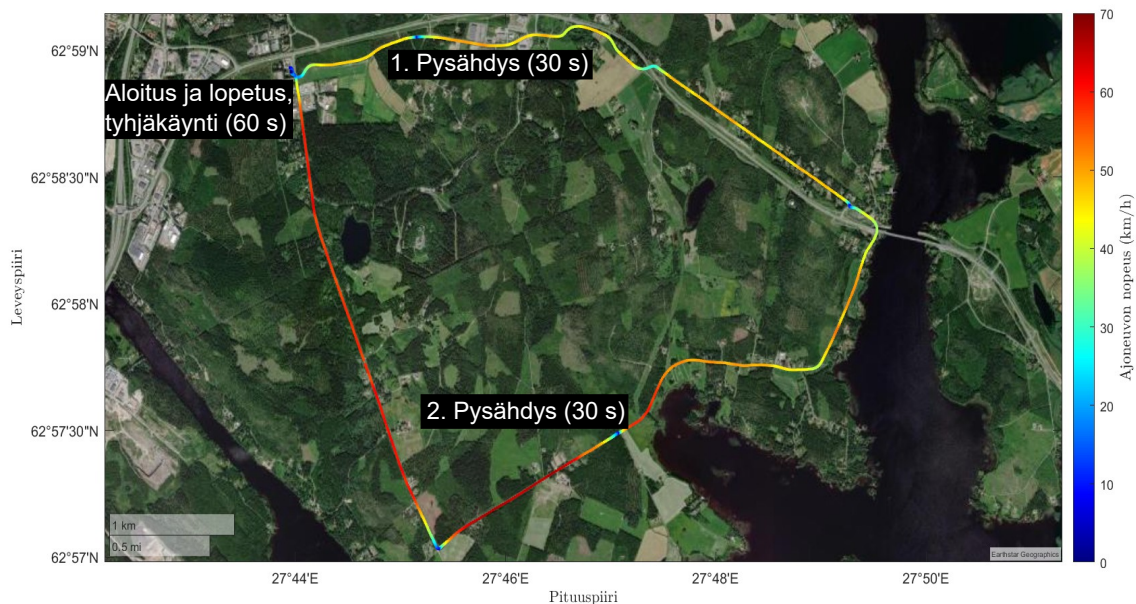 62°59'N
62°58'30"N
62°58'N
62°57'30"N
62°57'N
Leveyspiiri
1. Pysähdys (30 s)
Aloitus ja lopetus,
tyhjäkäynti (60 s)
2. Pysähdys (30 s)
1 km
0.5 mi
Earthstar Geographics
27°44'E
27°46'E
27°48'E
27°50'E
Pituuspiiri
70
60
50
40
30
20
10
0
Ajoneuvon nopeus (km/h)